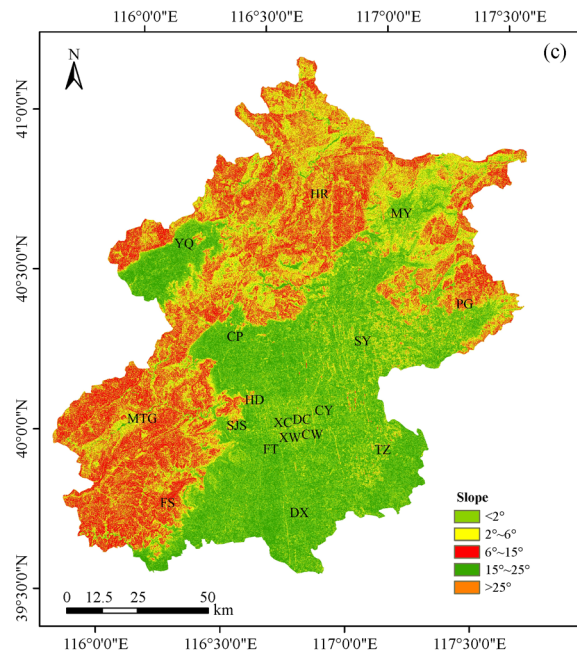 116°0'0"E 116°30'0"E 117°0'0"E 117°30'0"E
(c)
N
41°0'0"N
40°30'0"N
40°0'0"N
39°30'0"N
HR
MY
YQ
PG
CP
SY
HD
CY
MTG
SJS
XC
DC
XW
CW
FT
TZ
FS
DX
Slope
<2°
2°~6°
6°~15°
15°~25°
>25°
0 12.5 25 50
km
116°0'0"E 116°30'0"E 117°0'0"E 117°30'0"E